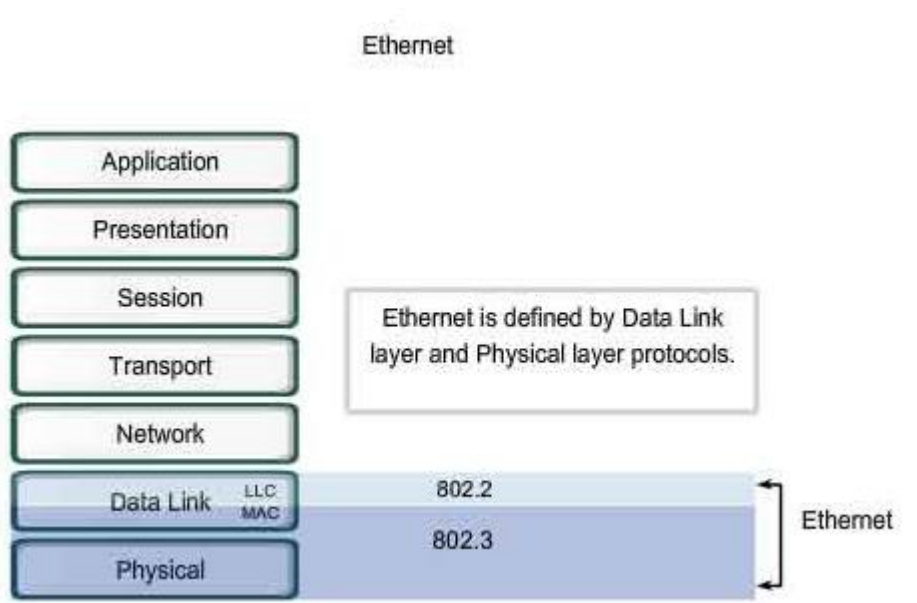 Ethernet
Application
Presentation
Session
Transport
Network
Data Link LLC
MAC
Physical
Ethernet is defined by Data Link
layer and Physical layer protocols.
802.2
802.3
Ethernet